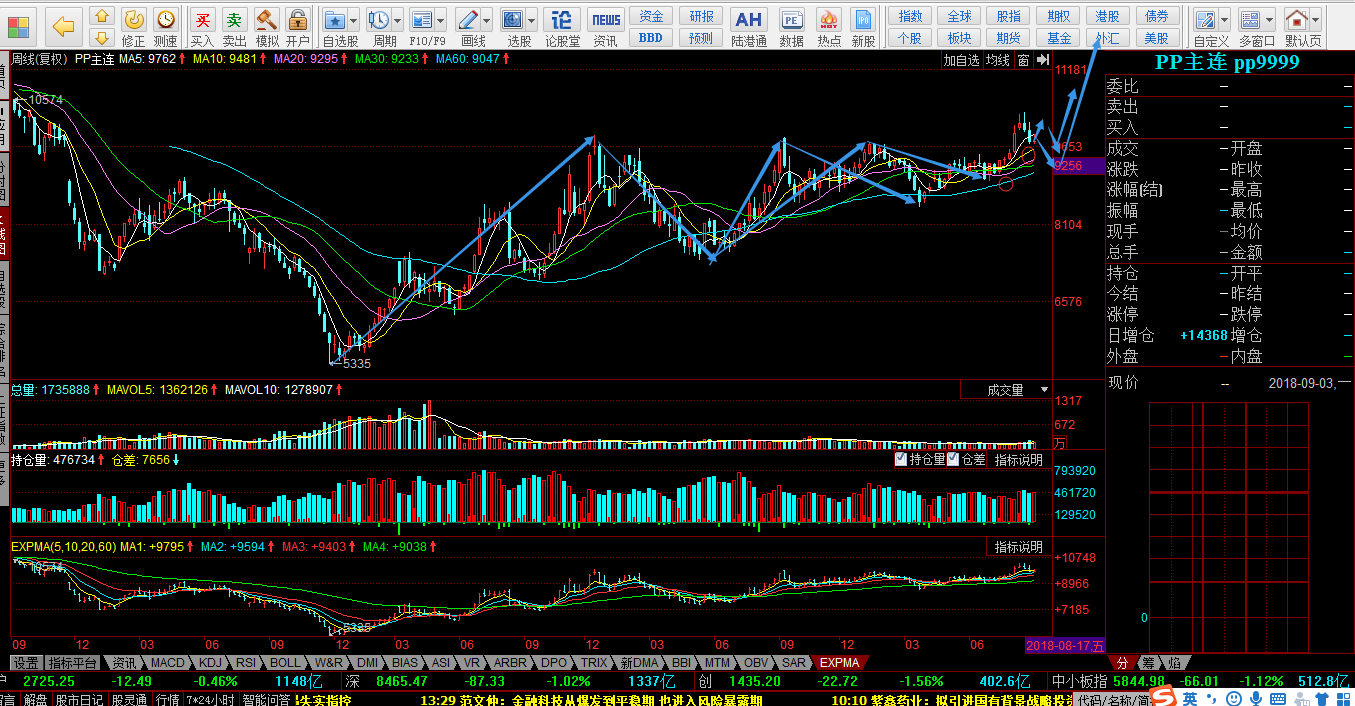 修正 测速 买入 卖出 模拟 开户 自选股 周期 F10/F9 画线 选股 论股堂 资讯 BBD 预测 陆港通 数据 热点 新股 个股 板块 期货 基金 外汇 美股 自定义 多窗口 默认页
买 卖 论 NEWS 资金 研报 AH PE HOT IPO 指数 全球 股指 期权 港股 债券
周线(复权) PP主连 MA5: 9762 MA10: 9481 MA20: 9295 MA30: 9233 MA60: 9047
加自选 均线 窗
10574
5335
11181
9256
8104
6576
总量: 1735888 MAVOL5: 1362126 MAVOL10: 1278907
成交量
1317
672
万
持仓量: 476734 仓差: 7656
持仓量 仓差 指标说明
793920
461720
129520
EXPMA(5,10,20,60) MA1: +9795 MA2: +9594 MA3: +9403 MA4: +9038
指标说明
+10748
+8966
+7185
5335
09 12 03 06 09 12 03 06 09 12 03 06 09 12 03 06 2018-08-17,五
设置 指标平台 资讯 MACD KDJ RSI BOLL W&R DMI BIAS ASI VR ARBR DPO TRIX 新DMA BBI MTM OBV SAR EXPMA
PP主连 pp9999
委比 –
卖出 –
买入 –
成交 – 开盘
涨跌 – 昨收
涨幅(结) – 最高
振幅 – 最低
现手 – 均价
总手 – 金额
持仓 – 开平
今结 – 昨结
涨停 – 跌停
日增仓 +14368 增仓
外盘 – 内盘
现价 -- 2018-09-03,一
0
分 筹 焰
2725.25 -12.49 -0.46% 1148亿 深 8465.47 -87.33 -1.02% 1337亿 创 1435.20 -22.72 -1.56% 402.6亿 中小板指 5844.93 -66.01 -1.12% 512.8亿
解盘 股市日记 股灵通 行情 7*24小时 智能问答 失实指控 13:29 范文仲：金融科技从爆发到平稳期 也进入风险暴露期 10:10 紫鑫药业：拟引进国有背景战略投资
代码/名称/简
英